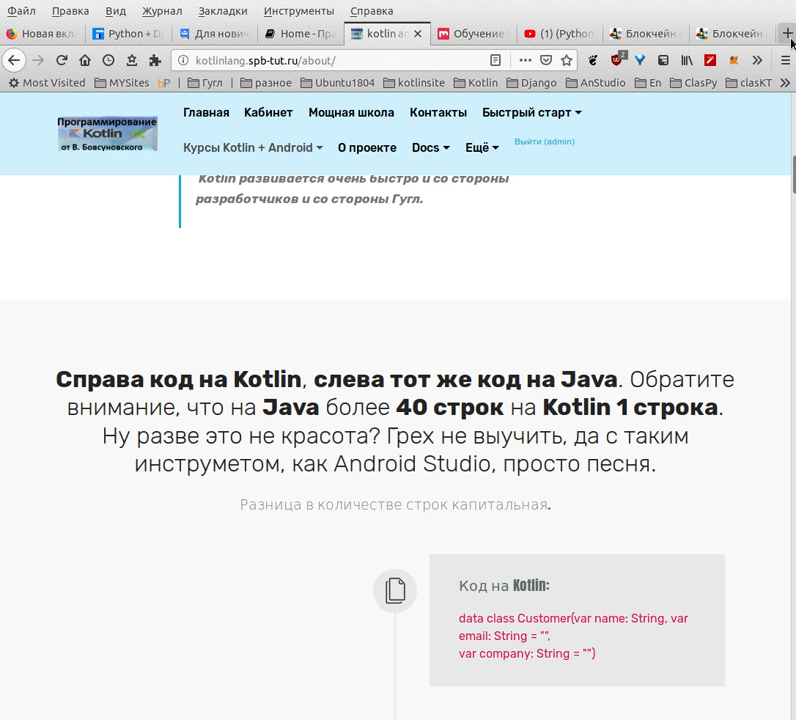 Файл Правка Вид Журнал Закладки Инструменты Справка
Новая вкл Python + D Для нович Home - Пр kotlin an Обучение (1) (Python Блокчейн Блокчейн
kotlinlang.spb-tut.ru/about/ 2
Most Visited MYSites Гугл разное Ubuntu1804 kotlinsite Kotlin Django AnStudio En ClasPy clasKT
Программирование
Kotlin
от В. Бовсуновского
Главная Кабинет Мощная школа Контакты Быстрый старт
Курсы Kotlin + Android О проекте Docs Ещё Выйти (admin)
Kotlin развивается очень быстро и со стороны
разработчиков и со стороны Гугл.
Справа код на Kotlin, слева тот же код на Java. Обратите
внимание, что на Java более 40 строк на Kotlin 1 строка.
Ну разве это не красота? Грех не выучить, да с таким
инструметом, как Android Studio, просто песня.
Разница в количестве строк капитальная.
Код на Kotlin:
data class Customer(var name: String, var
email: String = "",
var company: String = "")